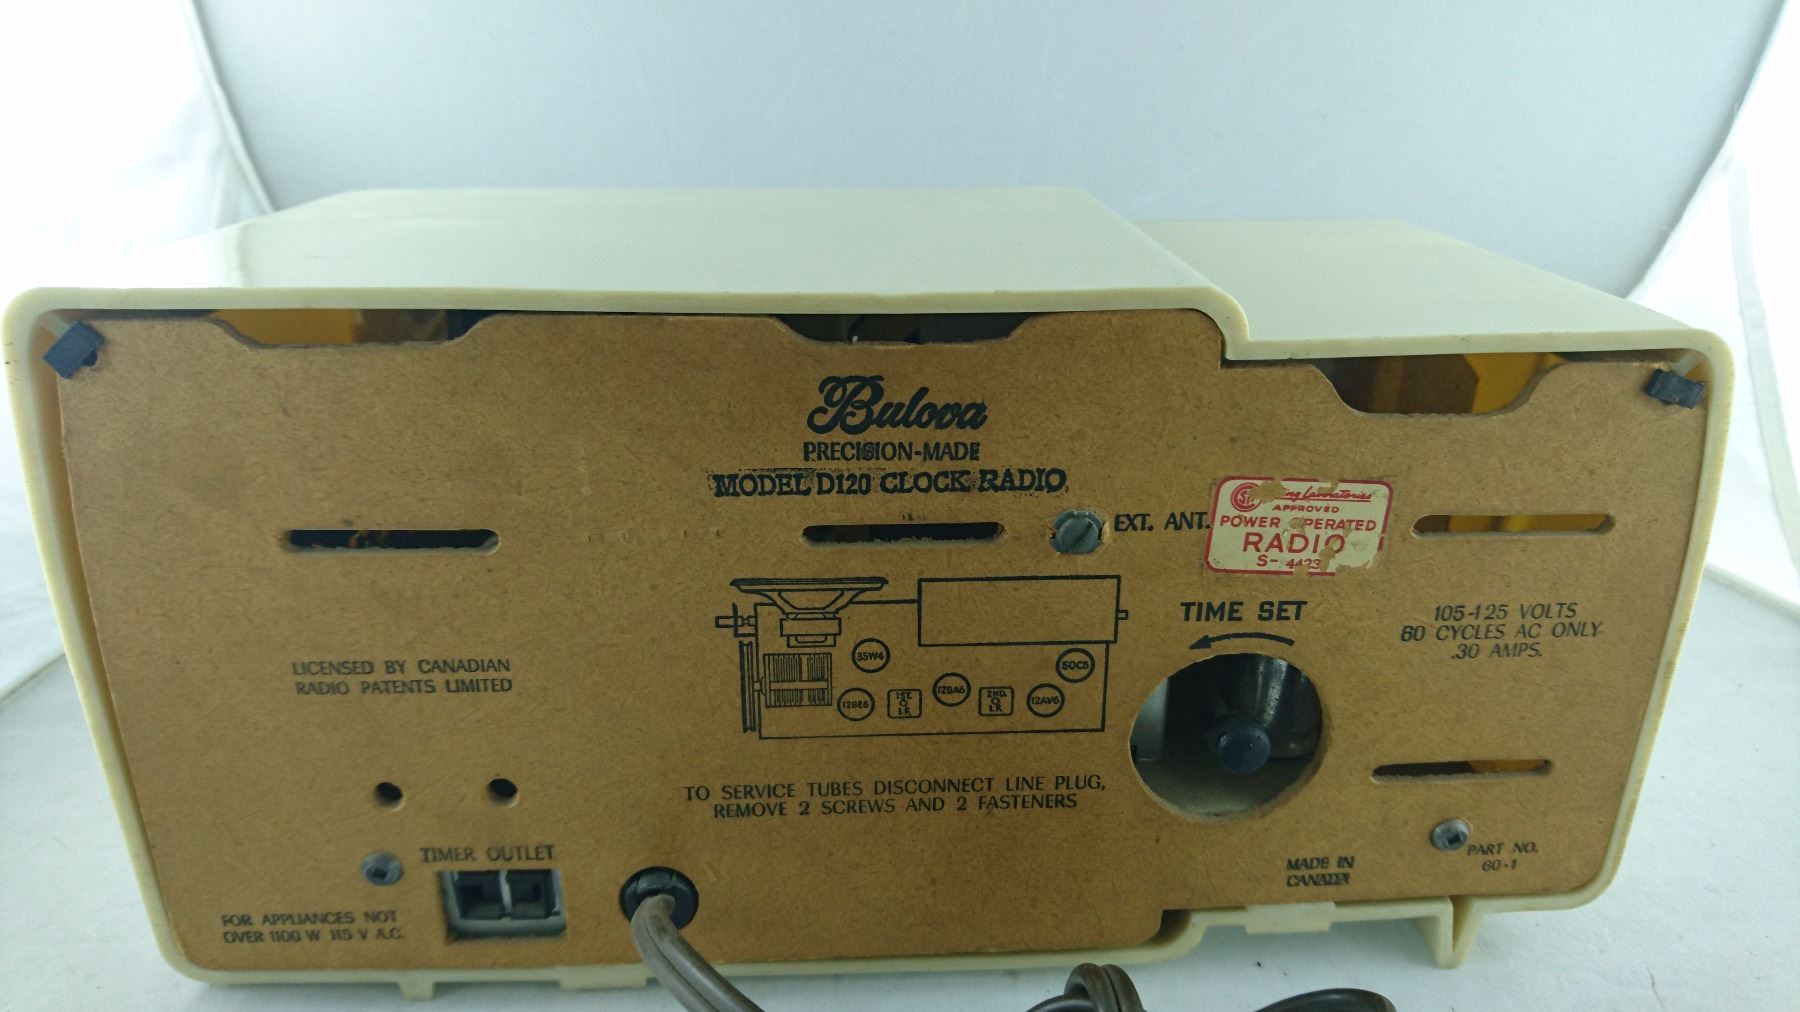 Bulova
PRECISION-MADE
MODEL D120 CLOCK RADIO
EXT. ANT.
APPROVED
POWER OPERATED
RADIO
S- 4423
TIME SET
105-125 VOLTS
60 CYCLES AC ONLY
.30 AMPS.
LICENSED BY CANADIAN
RADIO PATENTS LIMITED
35W4
50C5
12BE6
1ST.
I.F.
12BA6
2ND.
I.F.
12AV6
TO SERVICE TUBES DISCONNECT LINE PLUG,
REMOVE 2 SCREWS AND 2 FASTENERS
TIMER OUTLET
FOR APPLIANCES NOT
OVER 1100 W 115 V A.C.
MADE IN
CANADA
PART NO.
60-1